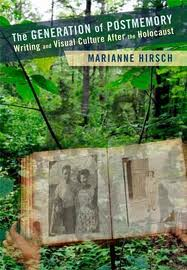 The GENERATION of POSTMEMORY
Writing and Visual Culture After the Holocaust
MARIANNE HIRSCH